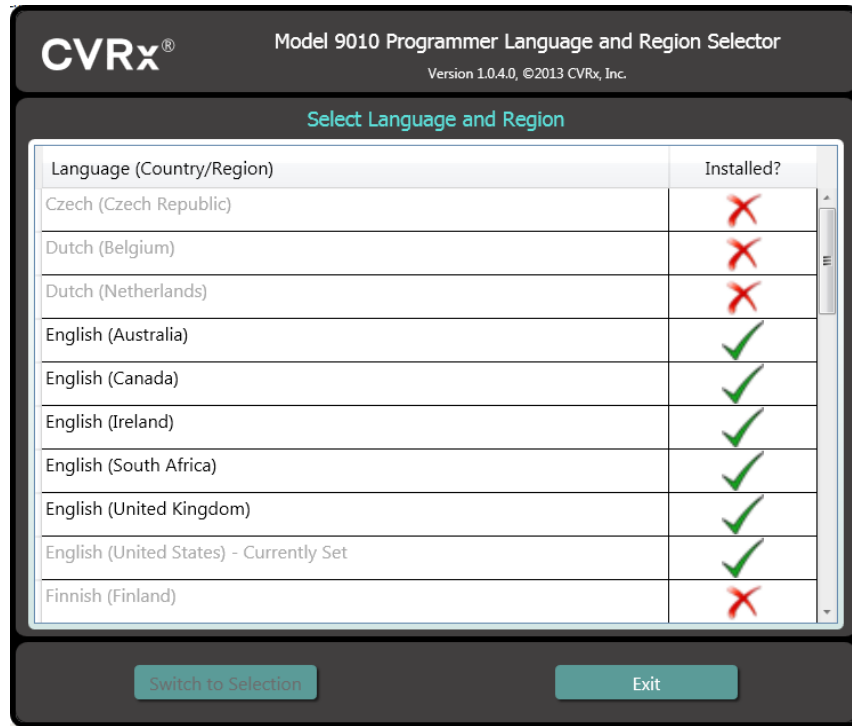 CVRx®
Model 9010 Programmer Language and Region Selector
Version 1.0.4.0, ©2013 CVRx, Inc.
Select Language and Region
Language (Country/Region) Installed?
Czech (Czech Republic)
Dutch (Belgium)
Dutch (Netherlands)
English (Australia)
English (Canada)
English (Ireland)
English (South Africa)
English (United Kingdom)
English (United States) - Currently Set
Finnish (Finland)
Switch to Selection Exit